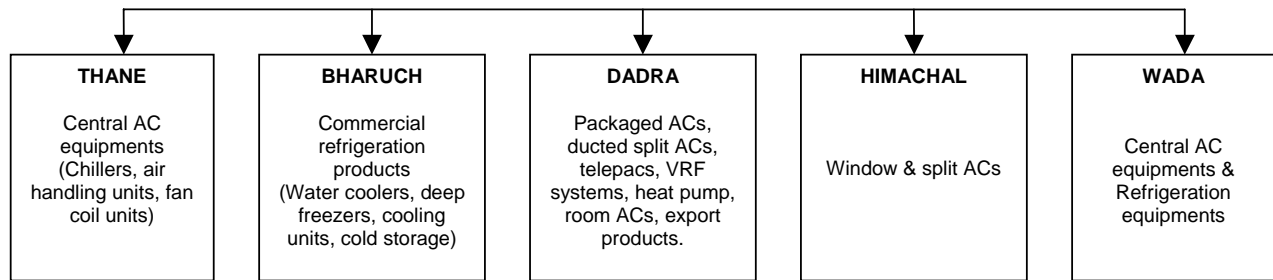 THANE
Central AC
equipments
(Chillers, air
handling units, fan
coil units)
BHARUCH
Commercial
refrigeration
products
(Water coolers, deep
freezers, cooling
units, cold storage)
DADRA
Packaged ACs,
ducted split ACs,
telepacs, VRF
systems, heat pump,
room ACs, export
products.
HIMACHAL
Window & split ACs
WADA
Central AC
equipments &
Refrigeration
equipments